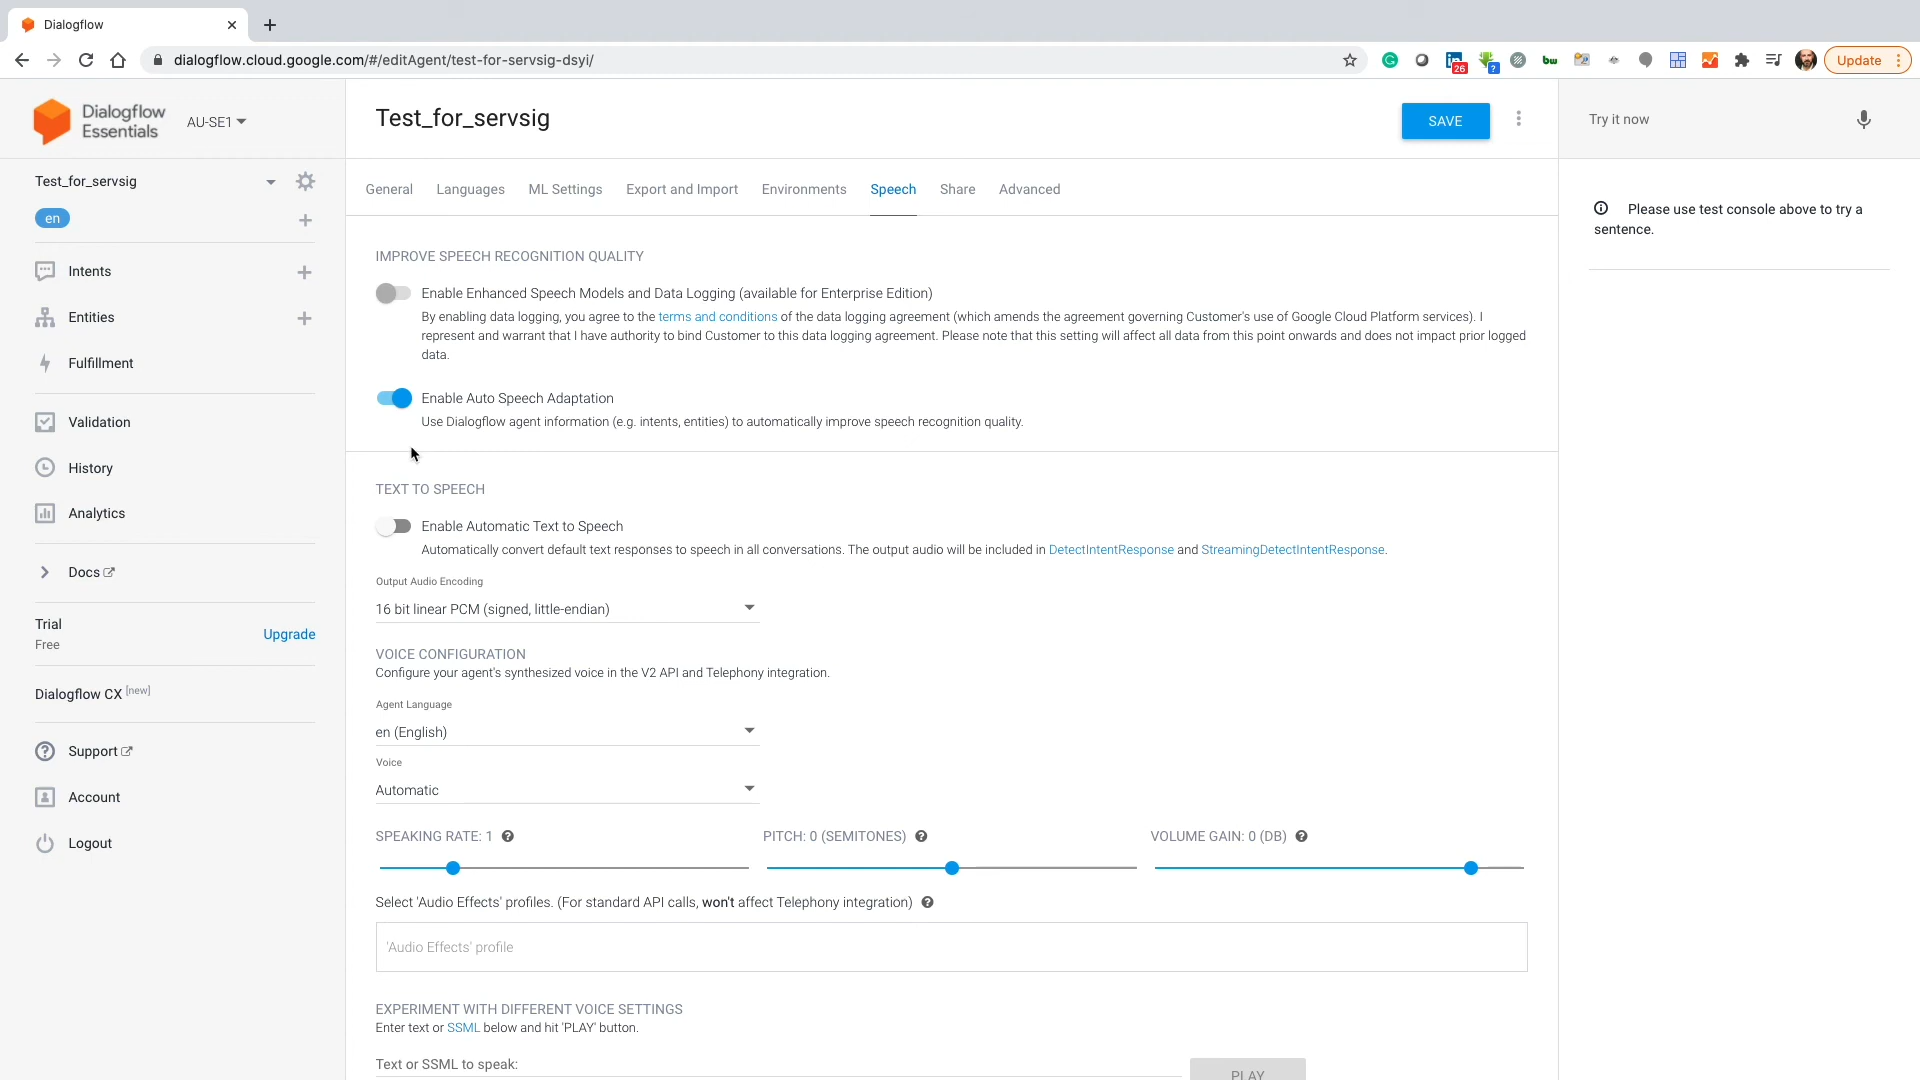 Dialogflow
dialogflow.cloud.google.com/#/editAgent/test-for-servsig-dsyi/
26
?
bw
Update
Dialogflow
Essentials
AU-SE1
Test_for_servsig
SAVE
Try it now
Test_for_servsig
en
General
Languages
ML Settings
Export and Import
Environments
Speech
Share
Advanced
Please use test console above to try a
sentence.
Intents
Entities
Fulfillment
Validation
History
Analytics
Docs
Trial
Free
Upgrade
Dialogflow CX [new]
Support
Account
Logout
IMPROVE SPEECH RECOGNITION QUALITY
Enable Enhanced Speech Models and Data Logging (available for Enterprise Edition)
By enabling data logging, you agree to the terms and conditions of the data logging agreement (which amends the agreement governing Customer's use of Google Cloud Platform services). I
represent and warrant that I have authority to bind Customer to this data logging agreement. Please note that this setting will affect all data from this point onwards and does not impact prior logged
data.
Enable Auto Speech Adaptation
Use Dialogflow agent information (e.g. intents, entities) to automatically improve speech recognition quality.
TEXT TO SPEECH
Enable Automatic Text to Speech
Automatically convert default text responses to speech in all conversations. The output audio will be included in DetectIntentResponse and StreamingDetectIntentResponse.
Output Audio Encoding
16 bit linear PCM (signed, little-endian)
VOICE CONFIGURATION
Configure your agent's synthesized voice in the V2 API and Telephony integration.
Agent Language
en (English)
Voice
Automatic
SPEAKING RATE: 1
PITCH: 0 (SEMITONES)
VOLUME GAIN: 0 (DB)
Select 'Audio Effects' profiles. (For standard API calls, won't affect Telephony integration)
'Audio Effects' profile
EXPERIMENT WITH DIFFERENT VOICE SETTINGS
Enter text or SSML below and hit 'PLAY' button.
Text or SSML to speak:
PLAY